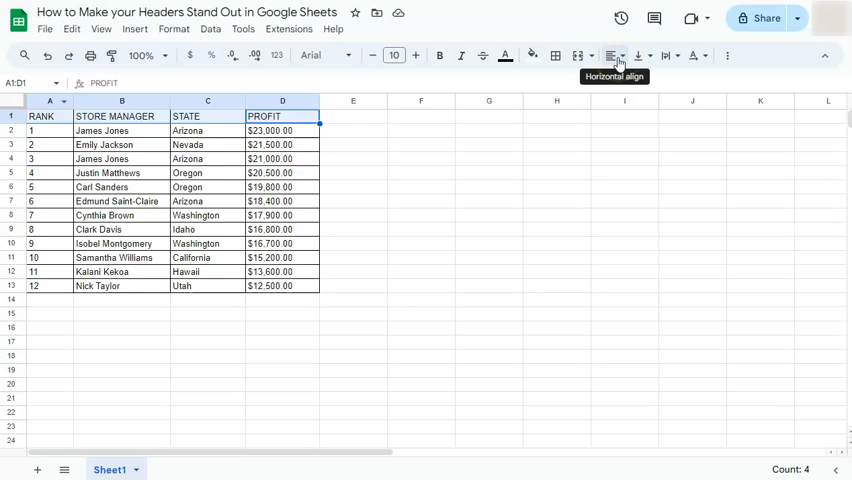 How to Make your Headers Stand Out in Google Sheets
File Edit View Insert Format Data Tools Extensions Help
Share
100% $ % .0 .00 123 Arial 10 B I S A
Horizontal align
A1:D1 fx PROFIT
A B C D E F G H I J K L
1 RANK STORE MANAGER STATE PROFIT
2 1 James Jones Arizona $23,000.00
3 2 Emily Jackson Nevada $21,500.00
4 3 James Jones Arizona $21,000.00
5 4 Justin Matthews Oregon $20,500.00
6 5 Carl Sanders Oregon $19,800.00
7 6 Edmund Saint-Claire Arizona $18,400.00
8 7 Cynthia Brown Washington $17,900.00
9 8 Clark Davis Idaho $16,800.00
10 9 Isobel Montgomery Washington $16,700.00
11 10 Samantha Williams California $15,200.00
12 11 Kalani Kekoa Hawaii $13,600.00
13 12 Nick Taylor Utah $12,500.00
14
15
16
17
18
19
20
21
22
23
24
Sheet1
Count: 4